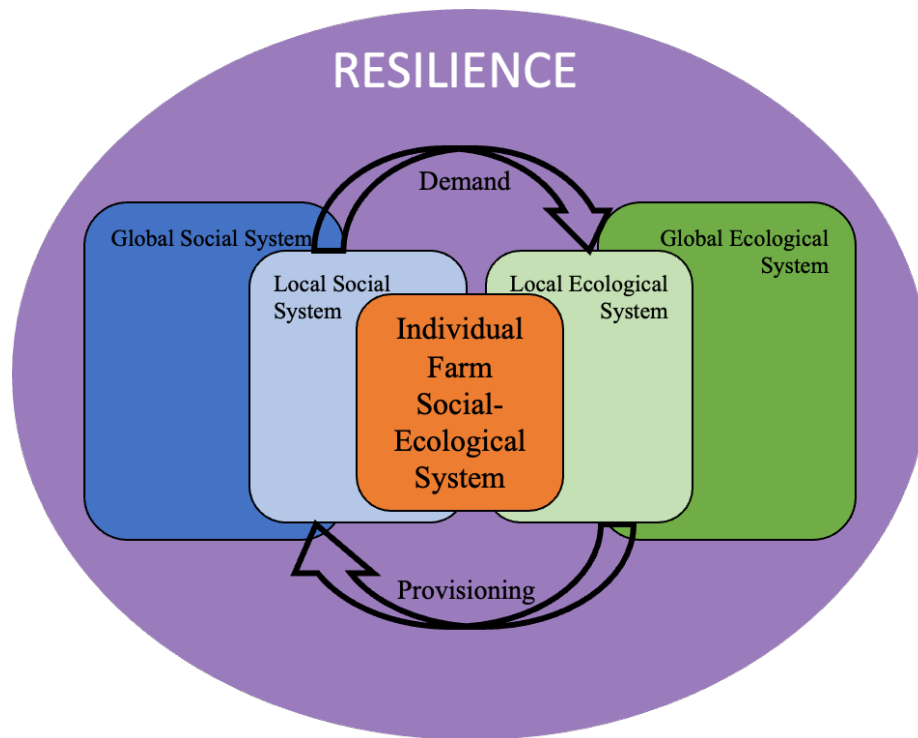 RESILIENCE
Demand
Global Social System
Global Ecological
System
Local Social
System
Local Ecological
System
Individual
Farm
Social-
Ecological
System
Provisioning